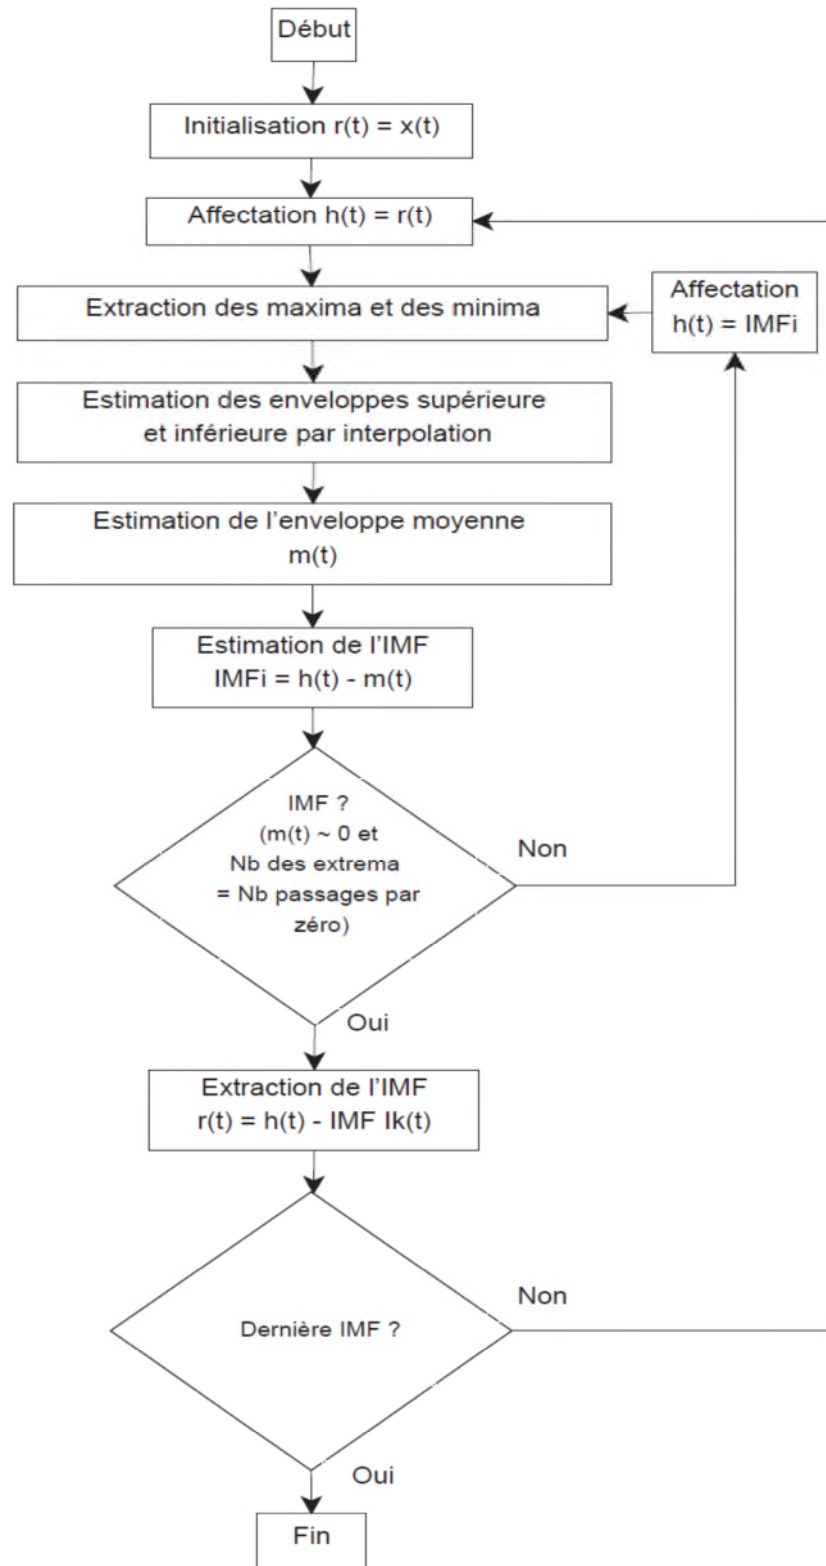 Début
Initialisation r(t) = x(t)
Affectation h(t) = r(t)
Extraction des maxima et des minima
Affectation
h(t) = IMFi
Estimation des enveloppes supérieure
et inférieure par interpolation
Estimation de l'enveloppe moyenne
m(t)
Estimation de l'IMF
IMFi = h(t) - m(t)
IMF ?
(m(t) ~ 0 et
Nb des extrema
= Nb passages par
zéro)
Non
Oui
Extraction de l'IMF
r(t) = h(t) - IMF Ik(t)
Dernière IMF ?
Non
Oui
Fin